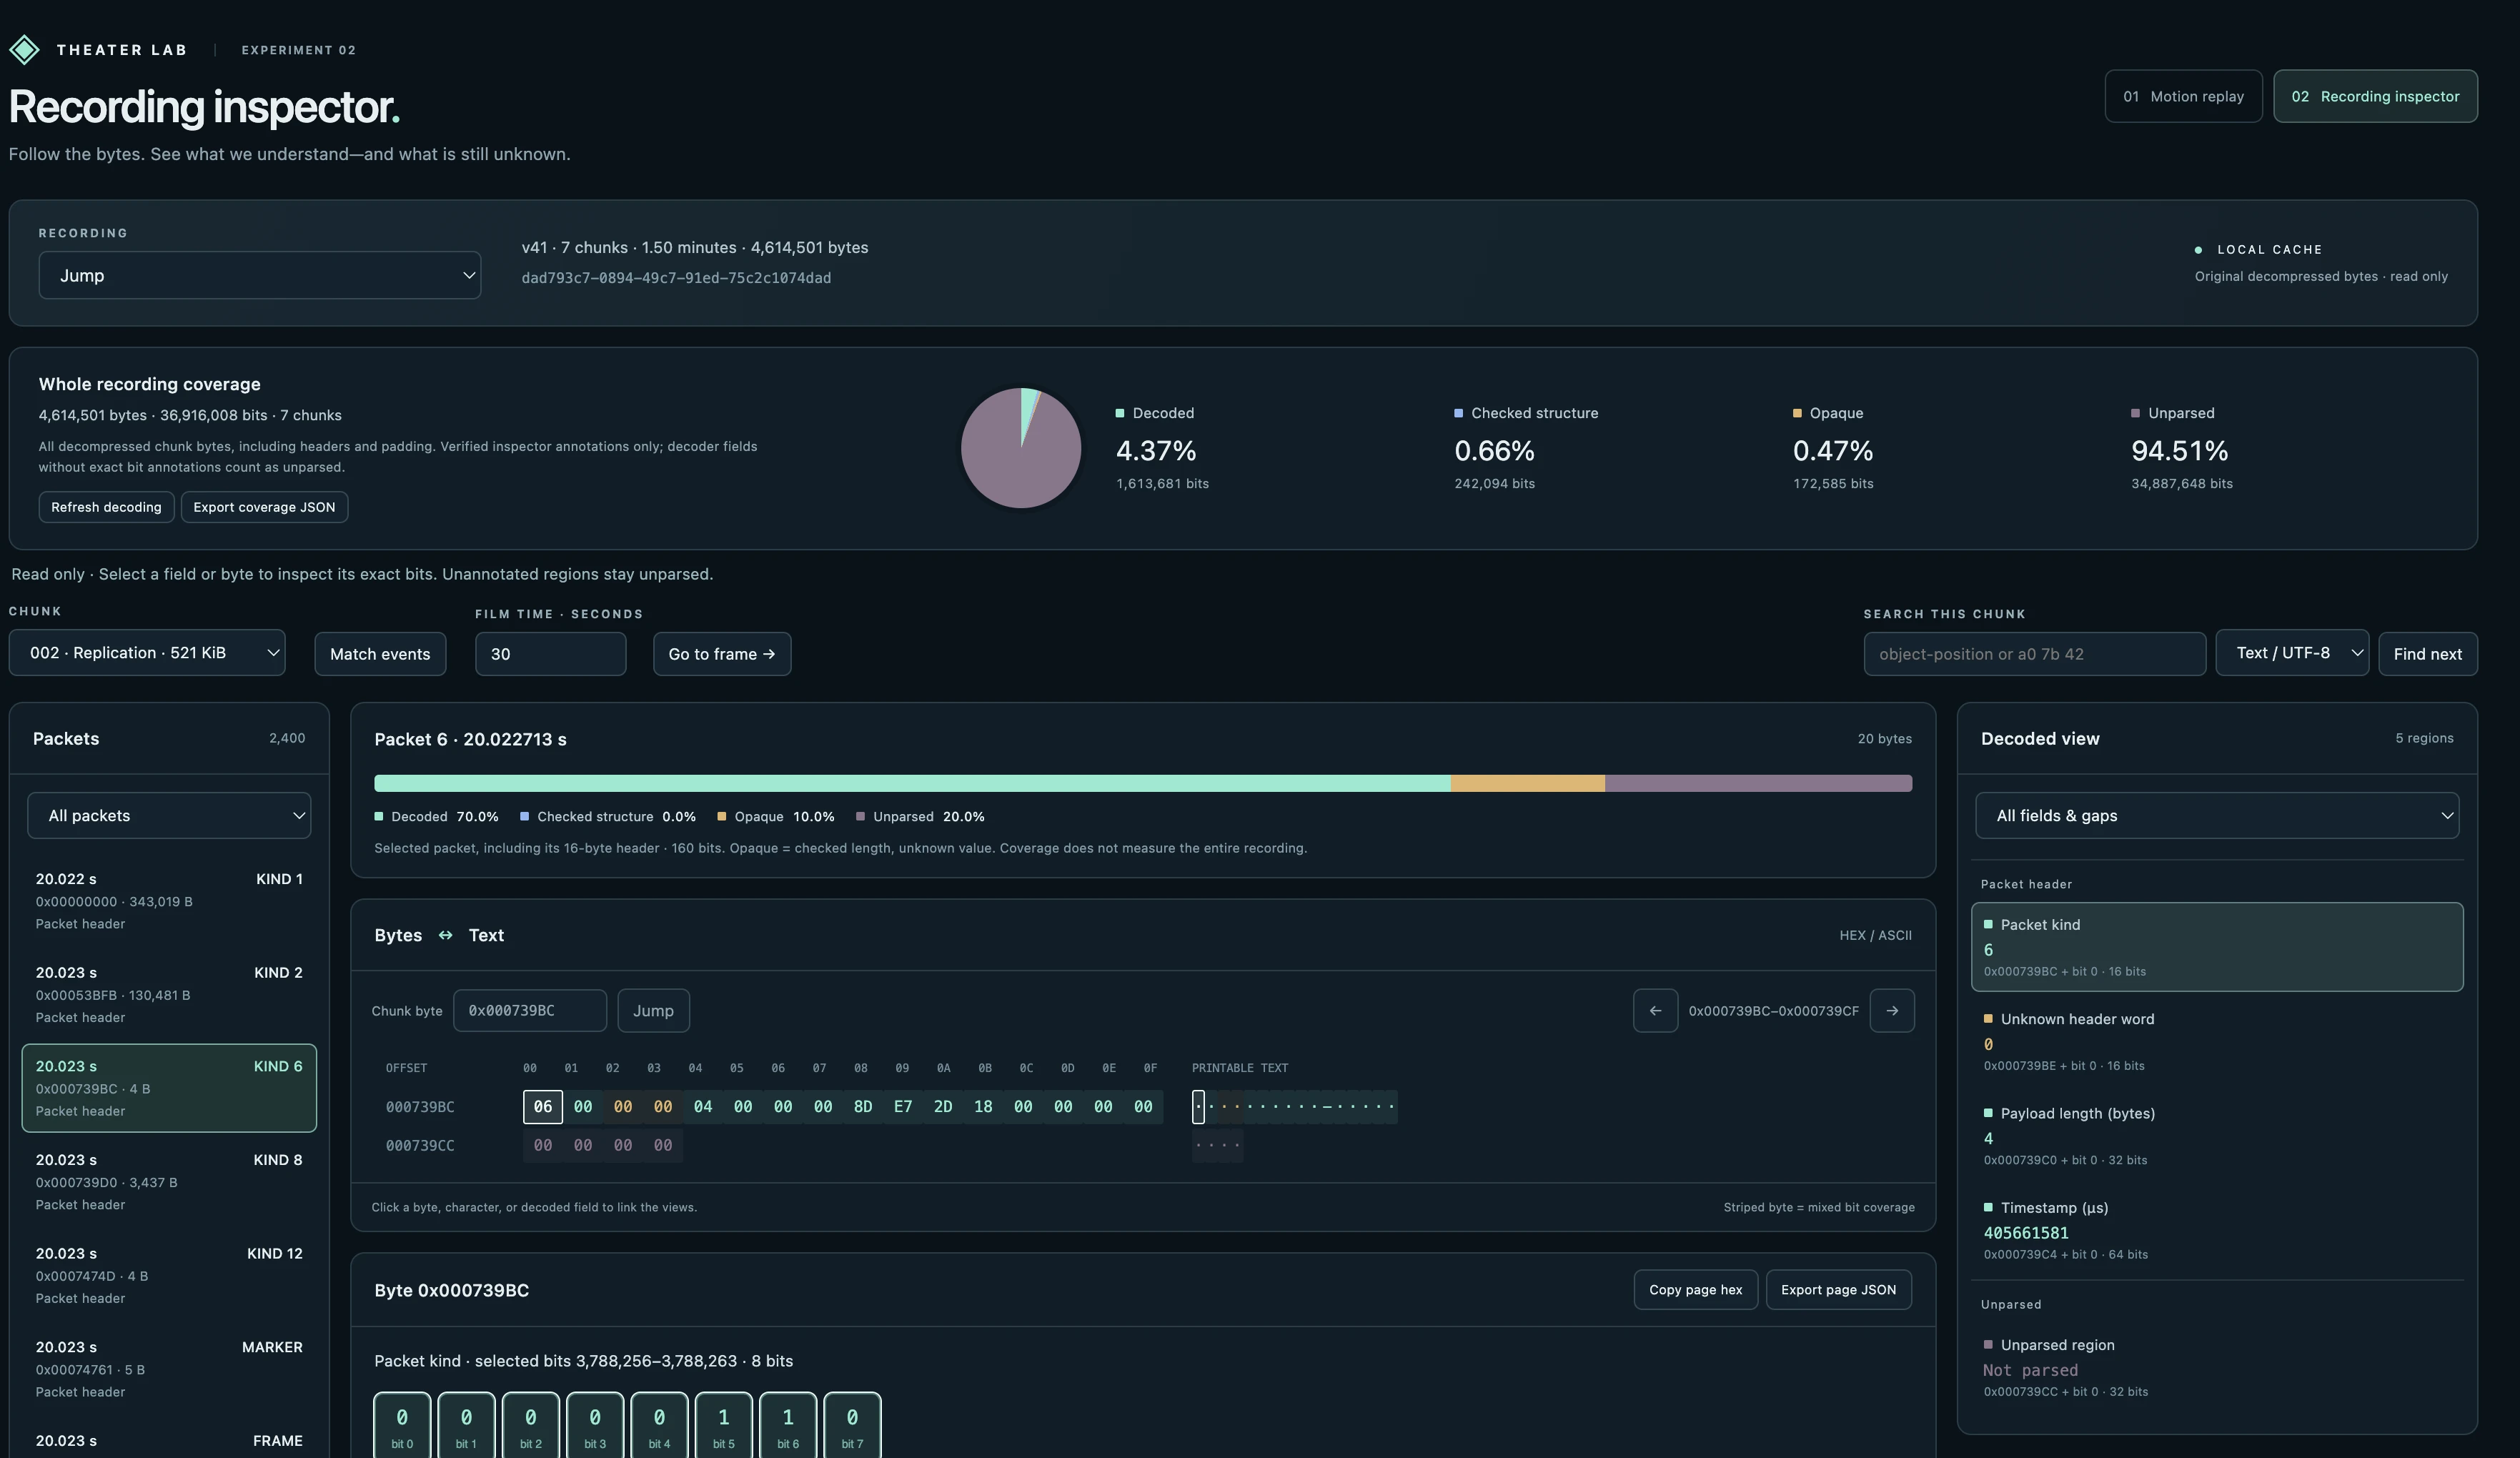 THEATER LAB | EXPERIMENT 02
Recording inspector.
Follow the bytes. See what we understand—and what is still unknown.
01 Motion replay
02 Recording inspector
RECORDING
Jump
v41 · 7 chunks · 1.50 minutes · 4,614,501 bytes
dad793c7-0894-49c7-91ed-75c2c1074dad
LOCAL CACHE
Original decompressed bytes · read only
Whole recording coverage
4,614,501 bytes · 36,916,008 bits · 7 chunks
All decompressed chunk bytes, including headers and padding. Verified inspector annotations only; decoder fields
without exact bit annotations count as unparsed.
Refresh decoding
Export coverage JSON
Decoded
4.37%
1,613,681 bits
Checked structure
0.66%
242,094 bits
Opaque
0.47%
172,585 bits
Unparsed
94.51%
34,887,648 bits
Read only · Select a field or byte to inspect its exact bits. Unannotated regions stay unparsed.
CHUNK
002 · Replication · 521 KiB
Match events
FILM TIME · SECONDS
30
Go to frame →
SEARCH THIS CHUNK
object-position or a0 7b 42
Text / UTF-8
Find next
Packets 2,400
All packets
20.022 s KIND 1
0x00000000 · 343,019 B
Packet header
20.023 s KIND 2
0x00053BFB · 130,481 B
Packet header
20.023 s KIND 6
0x000739BC · 4 B
Packet header
20.023 s KIND 8
0x000739D0 · 3,437 B
Packet header
20.023 s KIND 12
0x0007474D · 4 B
Packet header
20.023 s MARKER
0x00074761 · 5 B
Packet header
20.023 s FRAME
Packet 6 · 20.022713 s 20 bytes
Decoded 70.0% Checked structure 0.0% Opaque 10.0% Unparsed 20.0%
Selected packet, including its 16-byte header · 160 bits. Opaque = checked length, unknown value. Coverage does not measure the entire recording.
Bytes ↔ Text HEX / ASCII
Chunk byte 0x000739BC Jump ← 0x000739BC–0x000739CF →
OFFSET 00 01 02 03 04 05 06 07 08 09 0A 0B 0C 0D 0E 0F PRINTABLE TEXT
000739BC 06 00 00 00 04 00 00 00 8D E7 2D 18 00 00 00 00 ··········-·····
000739CC 00 00 00 00 ····
Click a byte, character, or decoded field to link the views. Striped byte = mixed bit coverage
Byte 0x000739BC Copy page hex Export page JSON
Packet kind · selected bits 3,788,256–3,788,263 · 8 bits
0 0 0 0 0 1 1 0
bit 0 bit 1 bit 2 bit 3 bit 4 bit 5 bit 6 bit 7
Decoded view 5 regions
All fields & gaps
Packet header
Packet kind
6
0x000739BC + bit 0 · 16 bits
Unknown header word
0
0x000739BE + bit 0 · 16 bits
Payload length (bytes)
4
0x000739C0 + bit 0 · 32 bits
Timestamp (µs)
405661581
0x000739C4 + bit 0 · 64 bits
Unparsed
Unparsed region
Not parsed
0x000739CC + bit 0 · 32 bits